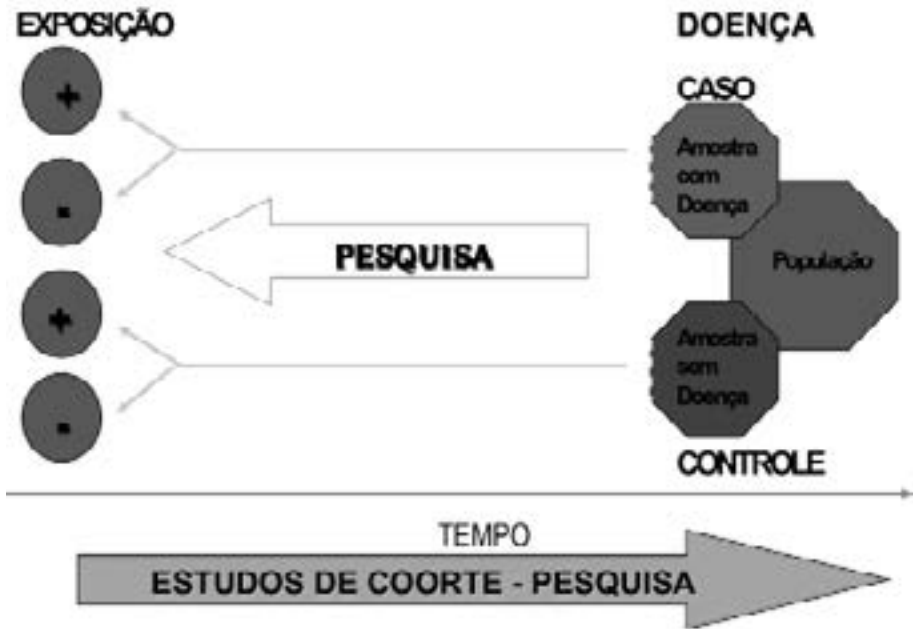 EXPOSIÇÃO
DOENÇA
CASO
+
Amostra
com
Doença
-
PESQUISA
População
+
Amostra
sem
Doença
-
CONTROLE
TEMPO
ESTUDOS DE COORTE - PESQUISA